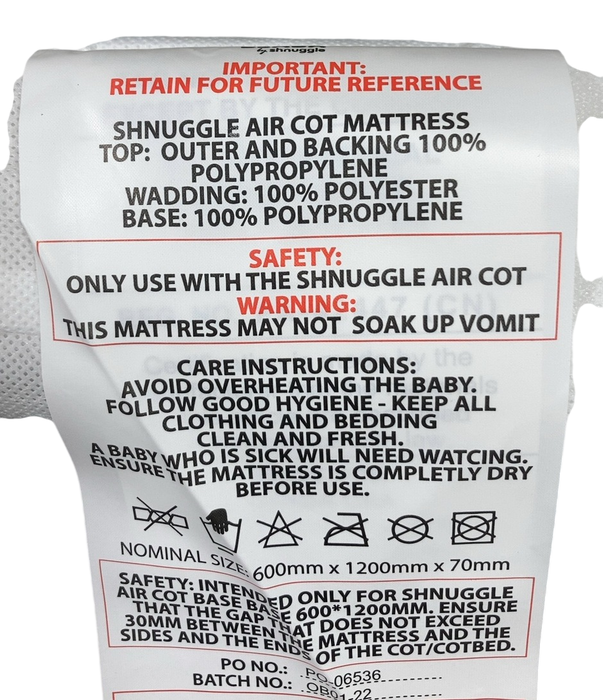 shnuggle
IMPORTANT:
RETAIN FOR FUTURE REFERENCE
SHNUGGLE AIR COT MATTRESS
TOP: OUTER AND BACKING 100%
POLYPROPYLENE
WADDING: 100% POLYESTER
BASE: 100% POLYPROPYLENE
SAFETY:
ONLY USE WITH THE SHNUGGLE AIR COT
WARNING:
THIS MATTRESS MAY NOT SOAK UP VOMIT
CARE INSTRUCTIONS:
AVOID OVERHEATING THE BABY.
FOLLOW GOOD HYGIENE - KEEP ALL
CLOTHING AND BEDDING
CLEAN AND FRESH.
A BABY WHO IS SICK WILL NEED WATCING.
ENSURE THE MATTRESS IS COMPLETLY DRY
BEFORE USE.
NOMINAL SIZE: 600mm x 1200mm x 70mm
SAFETY: INTENDED ONLY FOR SHNUGGLE
AIR COT BASE BASE 600*1200MM. ENSURE
THAT THE GAP THAT DOES NOT EXCEED
30MM BETWEEN THE MATTRESS AND THE
SIDES AND THE ENDS OF THE COT/COTBED.
PO NO.: PO-06536
BATCH NO.: OB01-22